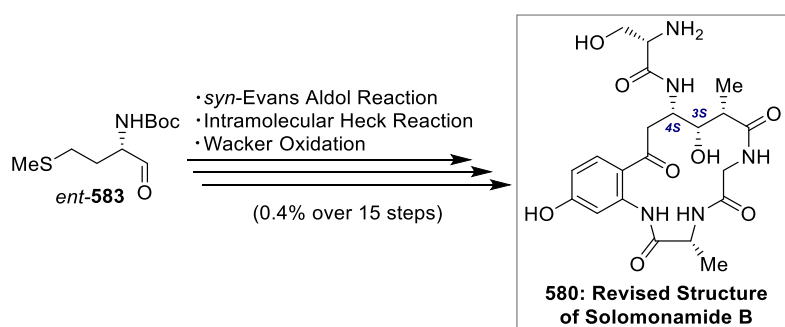 NHBoc
MeS
O
ent-583
·syn-Evans Aldol Reaction
·Intramolecular Heck Reaction
·Wacker Oxidation
(0.4% over 15 steps)
HO NH2
O NH Me
3S
4S O
O OH NH
HO NH HN O
O Me
580: Revised Structure
of Solomonamide B